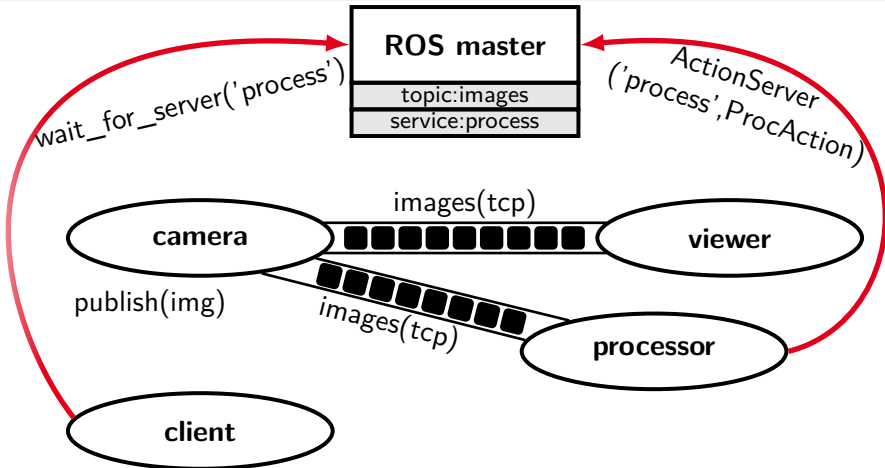 ROS master
topic:images
service:process
wait_for_server('process')
ActionServer
('process',ProcAction)
images(tcp)
camera
viewer
publish(img)
images(tcp)
processor
client